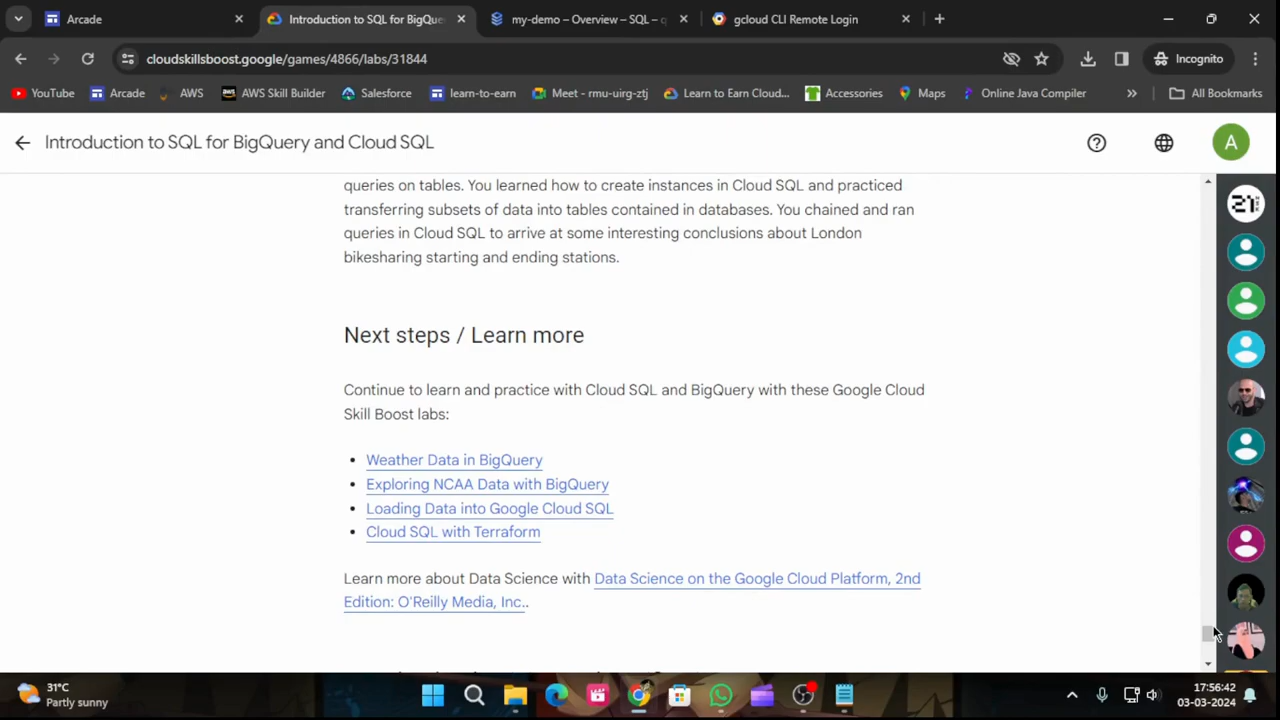 Arcade
Introduction to SQL for BigQue
my-demo – Overview – SQL – q
gcloud CLI Remote Login
cloudskillsboost.google/games/4866/labs/31844
Incognito
YouTube
Arcade
AWS
AWS Skill Builder
Salesforce
learn-to-earn
Meet - rmu-uirg-ztj
Learn to Earn Cloud...
Accessories
Maps
Online Java Compiler
»
All Bookmarks
Introduction to SQL for BigQuery and Cloud SQL
A
queries on tables. You learned how to create instances in Cloud SQL and practiced
transferring subsets of data into tables contained in databases. You chained and ran
queries in Cloud SQL to arrive at some interesting conclusions about London
bikesharing starting and ending stations.
Next steps / Learn more
Continue to learn and practice with Cloud SQL and BigQuery with these Google Cloud
Skill Boost labs:
• Weather Data in BigQuery
• Exploring NCAA Data with BigQuery
• Loading Data into Google Cloud SQL
• Cloud SQL with Terraform
Learn more about Data Science with Data Science on the Google Cloud Platform, 2nd
Edition: O'Reilly Media, Inc..
31°C
Partly sunny
17:56:42
03-03-2024